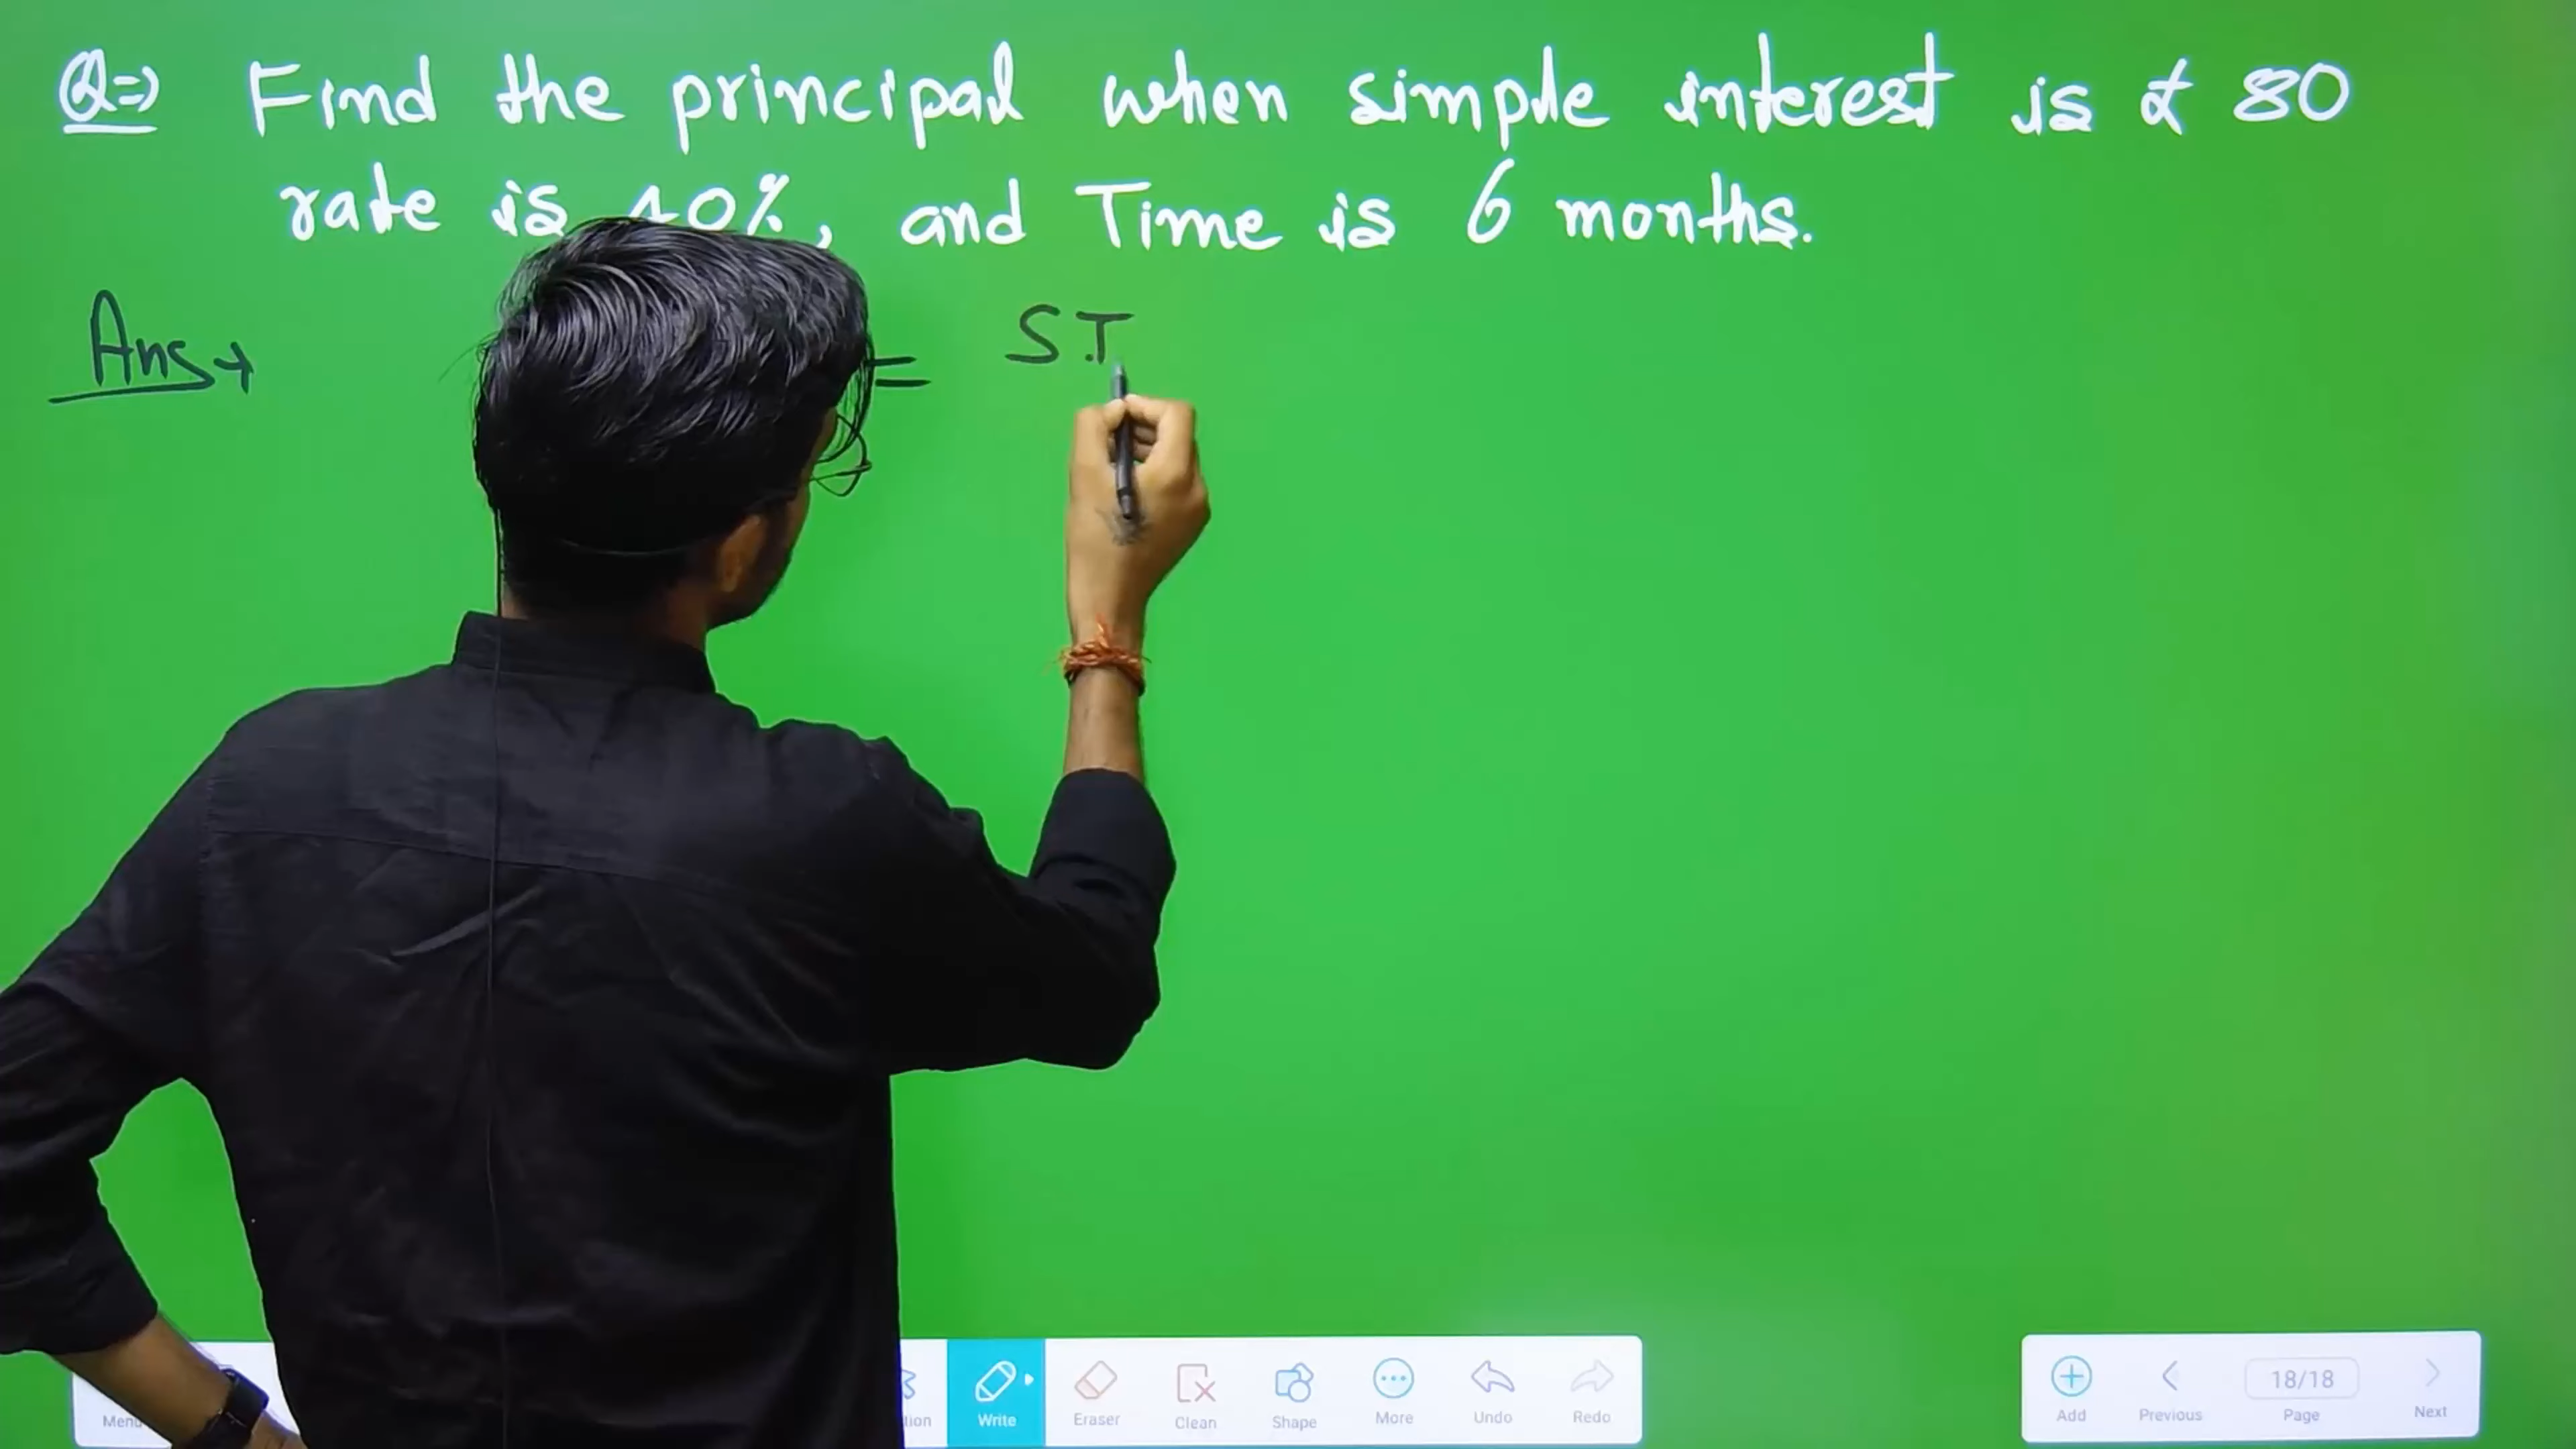 Q⇒ Find the principal when simple interest is ₹ 80
rate is 40%, and Time is 6 months.
Ans→
= S.I
Menu
Write
Eraser
Clean
Shape
More
Undo
Redo
Add
Previous
18/18
Page
Next